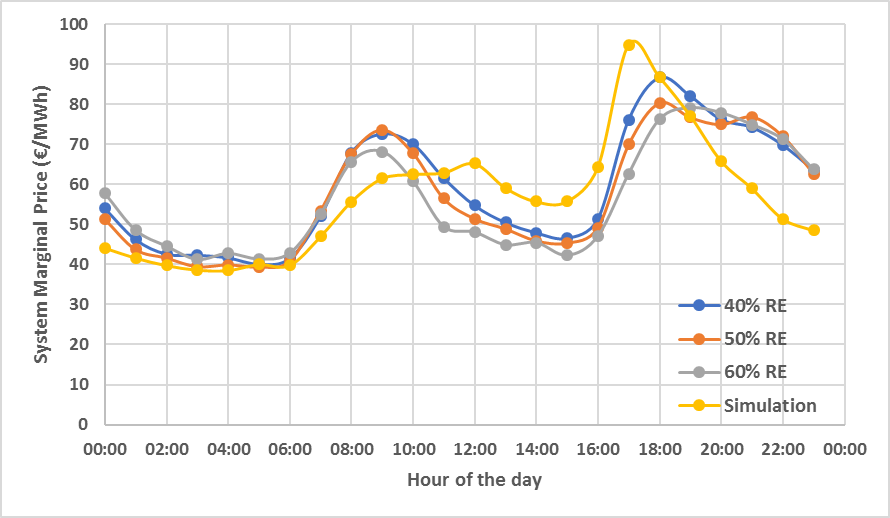 System Marginal Price (€/MWh)
100
90
80
70
60
50
40
30
20
10
0
40% RE
50% RE
60% RE
Simulation
00:00 02:00 04:00 06:00 08:00 10:00 12:00 14:00 16:00 18:00 20:00 22:00 00:00
Hour of the day